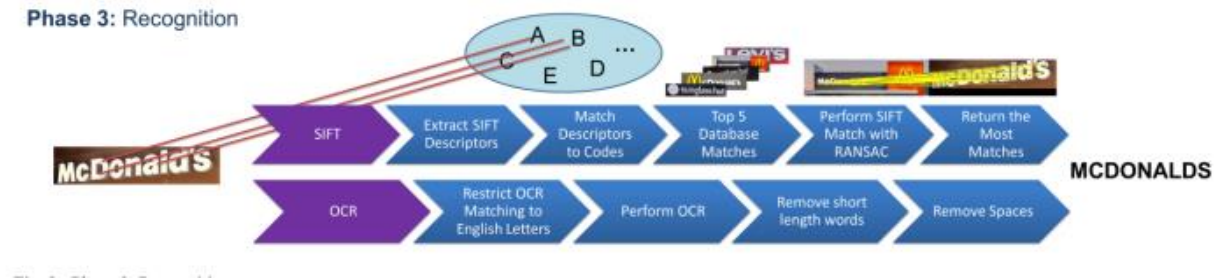 Phase 3: Recognition
A B ...
C
E D
LEVI'S
McDonald's
SIFT
Extract SIFT
Descriptors
Match
Descriptors
to Codes
Top 5
Database
Matches
Perform SIFT
Match with
RANSAC
Return the
Most
Matches
McDonald's
MCDONALDS
OCR
Restrict OCR
Matching to
English Letters
Perform OCR
Remove short
length words
Remove Spaces